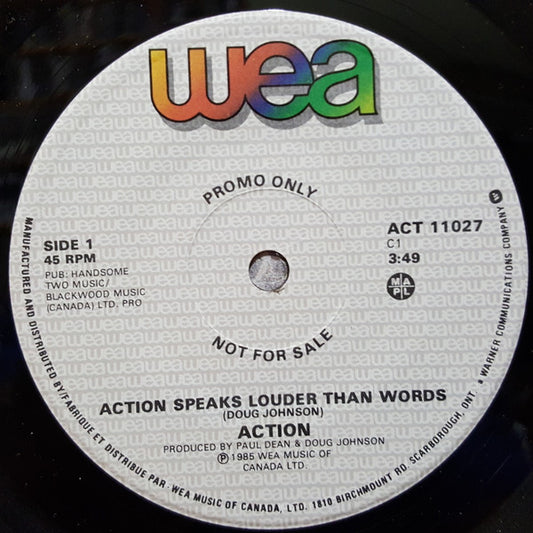 wea
PROMO ONLY
SIDE 1
45 RPM
PUB: HANDSOME
TWO MUSIC/
BLACKWOOD MUSIC
(CANADA) LTD. PRO
ACT 11027
C1
3:49
M A
P L
NOT FOR SALE
ACTION SPEAKS LOUDER THAN WORDS
(DOUG JOHNSON)
ACTION
PRODUCED BY PAUL DEAN & DOUG JOHNSON
Ⓟ 1985 WEA MUSIC OF
CANADA LTD.
MANUFACTURED AND DISTRIBUTED BY/FABRIQUE ET DISTRIBUE PAR: WEA MUSIC OF CANADA, LTD. 1810 BIRCHMOUNT RD. SCARBOROUGH, ONT. a WARNER COMMUNICATIONS COMPANY